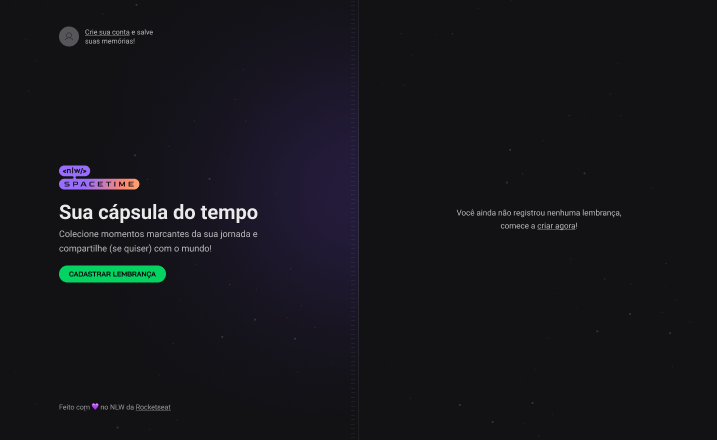 Crie sua conta e salve
suas memórias!
<nlw/>
SPACETIME
Sua cápsula do tempo
Colecione momentos marcantes da sua jornada e
compartilhe (se quiser) com o mundo!
CADASTRAR LEMBRANÇA
Feito com 💜 no NLW da Rocketseat
Você ainda não registrou nenhuma lembrança,
comece a criar agora!